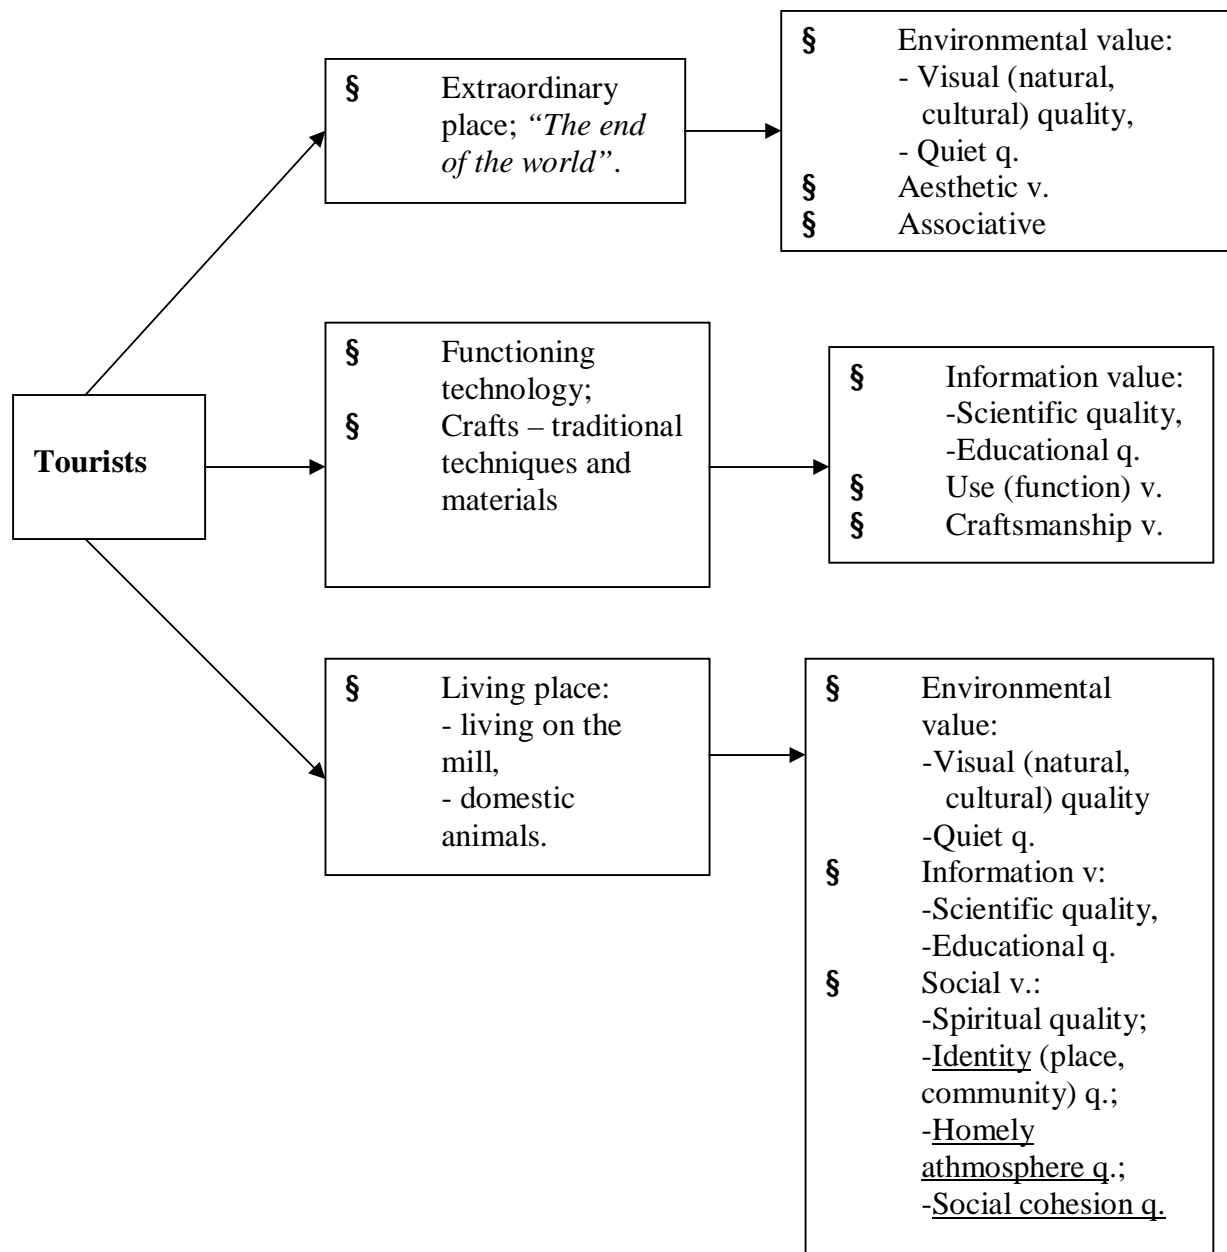 § Extraordinary
place; “The end
of the world”.
§ Environmental value:
- Visual (natural,
cultural) quality,
- Quiet q.
§ Aesthetic v.
§ Associative
Tourists
§ Functioning
technology;
§ Crafts – traditional
techniques and
materials
§ Information value:
-Scientific quality,
-Educational q.
§ Use (function) v.
§ Craftsmanship v.
§ Living place:
- living on the
mill,
- domestic
animals.
§ Environmental
value:
-Visual (natural,
cultural) quality
-Quiet q.
§ Information v:
-Scientific quality,
-Educational q.
§ Social v.:
-Spiritual quality;
-Identity (place,
community) q.;
-Homely
athmosphere q.;
-Social cohesion q.